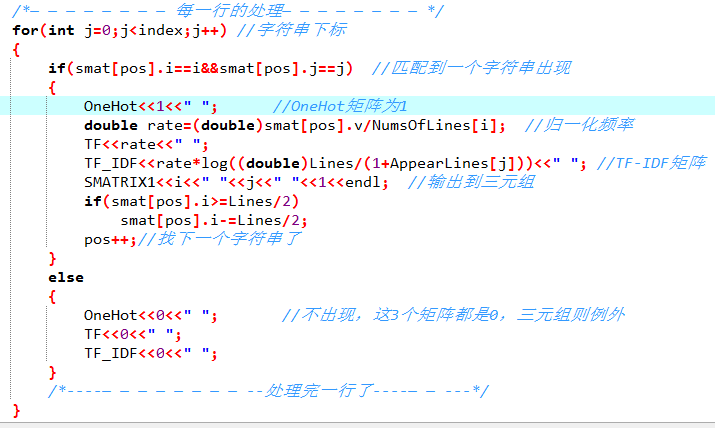 /*— – – – – – – – – 每一行的处理— – – – – – – – – */
for(int j=0;j<index;j++) //字符串下标
{
if(smat[pos].i==i&&smat[pos].j==j) //匹配到一个字符串出现
{
OneHot<<1<<" "; //OneHot矩阵为1
double rate=(double)smat[pos].v/NumsOfLines[i]; //归一化频率
TF<<rate<<" ";
TF_IDF<<rate*log((double)Lines/(1+AppearLines[j]))<<" "; //TF-IDF矩阵
SMATRIX1<<i<<" "<<j<<" "<<1<<endl; //输出到三元组
if(smat[pos].i>=Lines/2)
smat[pos].i-=Lines/2;
pos++;//找下一个字符串了
}
else
{
OneHot<<0<<" "; //不出现，这3个矩阵都是0，三元组则例外
TF<<0<<" ";
TF_IDF<<0<<" ";
}
/*----– – – – – – – – --处理完一行了----– – ---*/
}